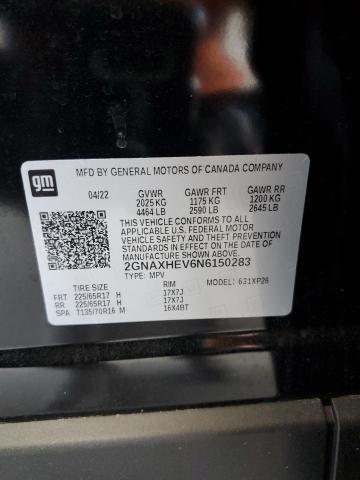 gm
MFD BY GENERAL MOTORS OF CANADA COMPANY
04/22 GVWR GAWR FRT GAWR RR
2025 KG 1175 KG 1200 KG
4464 LB 2590 LB 2645 LB
THIS VEHICLE CONFORMS TO ALL APPLICABLE U.S. FEDERAL MOTOR
VEHICLE SAFETY, BUMPER, AND THEFT PREVENTION STANDARDS IN
EFFECT ON THE DATE OF MANUFACTURE SHOWN ABOVE.
2GNAXHEV6N6150283
TYPE: MPV MODEL: 631XP26
TIRE SIZE RIM
FRT 225/65R17 H 17X7J
RR 225/65R17 H 17X7J
SPA T135/70R16 M 16X4BT